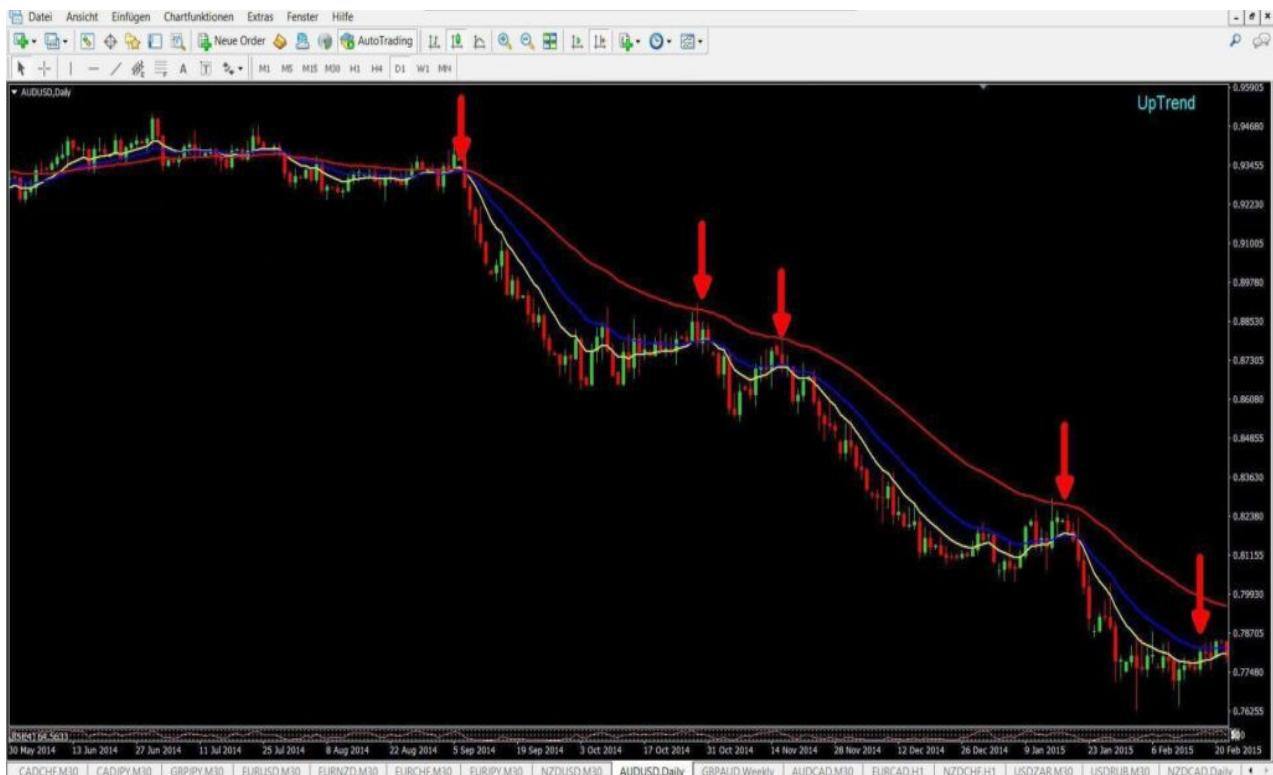 Datei Ansicht Einfügen Chartfunktionen Extras Fenster Hilfe
Neue Order AutoTrading
A T M1 M5 M15 M30 H1 H4 D1 W1 MN
AUDUSD,Daily
UpTrend
0.95905
0.94680
0.93455
0.92230
0.91005
0.89780
0.88530
0.87305
0.86080
0.84855
0.83630
0.82380
0.81155
0.79930
0.78705
0.77480
0.76255
30 May 2014 13 Jun 2014 27 Jun 2014 11 Jul 2014 25 Jul 2014 8 Aug 2014 22 Aug 2014 5 Sep 2014 19 Sep 2014 3 Oct 2014 17 Oct 2014 31 Oct 2014 14 Nov 2014 28 Nov 2014 12 Dec 2014 26 Dec 2014 9 Jan 2015 23 Jan 2015 6 Feb 2015 20 Feb 2015
CADCHF,M30 CADJPY,M30 GBPJPY,M30 EURUSD,M30 EURNZD,M30 EURCHF,M30 EURJPY,M30 NZDUSD,M30 AUDUSD,Daily GBPAUD,Weekly AUDCAD,M30 EURCAD,H1 NZDCHF,H1 USDZAR,M30 USDRUB,M30 NZDCAD,Daily